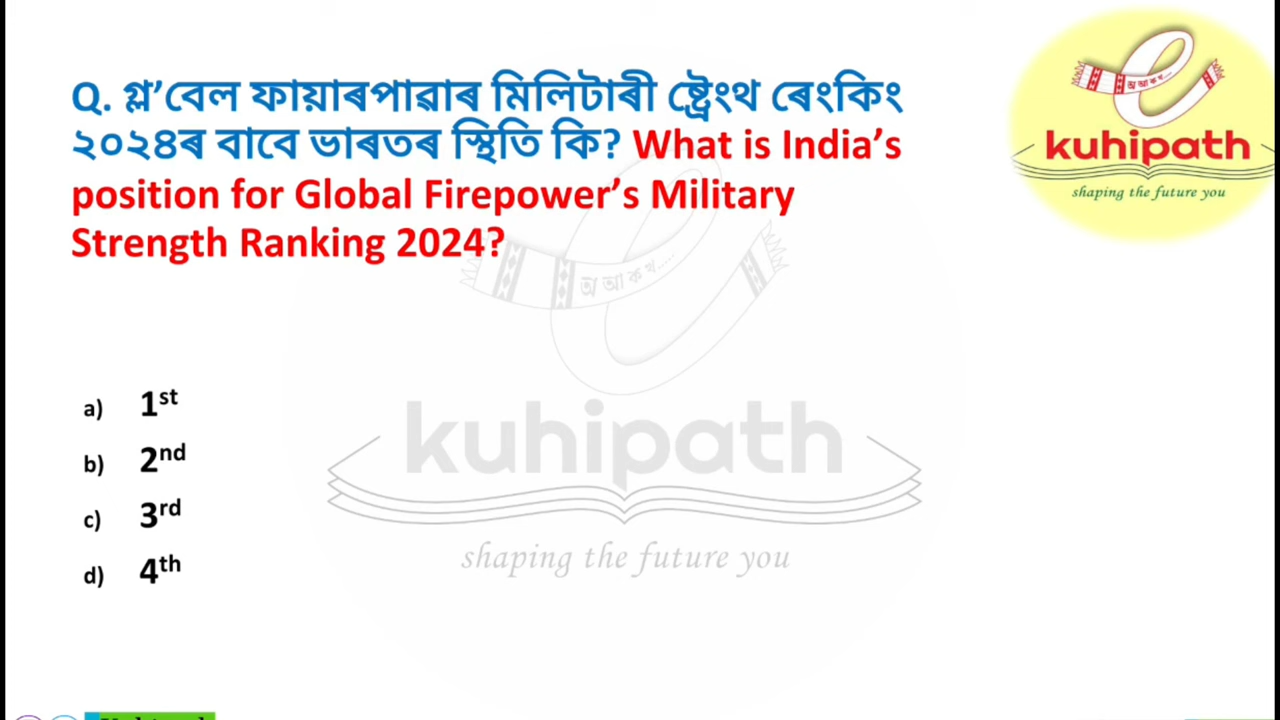 Q. গ্ল’বেল ফায়াৰপাৱাৰ মিলিটাৰী ষ্ট্ৰেংথ ৰেংকিং
২০২৪ৰ বাবে ভাৰতৰ স্থিতি কি? What is India’s
position for Global Firepower’s Military
Strength Ranking 2024?
a) 1st
b) 2nd
c) 3rd
d) 4th
অ আ ক খ....
kuhipath
shaping the future you
অ আ ক খ.....
kuhipath
shaping the future you